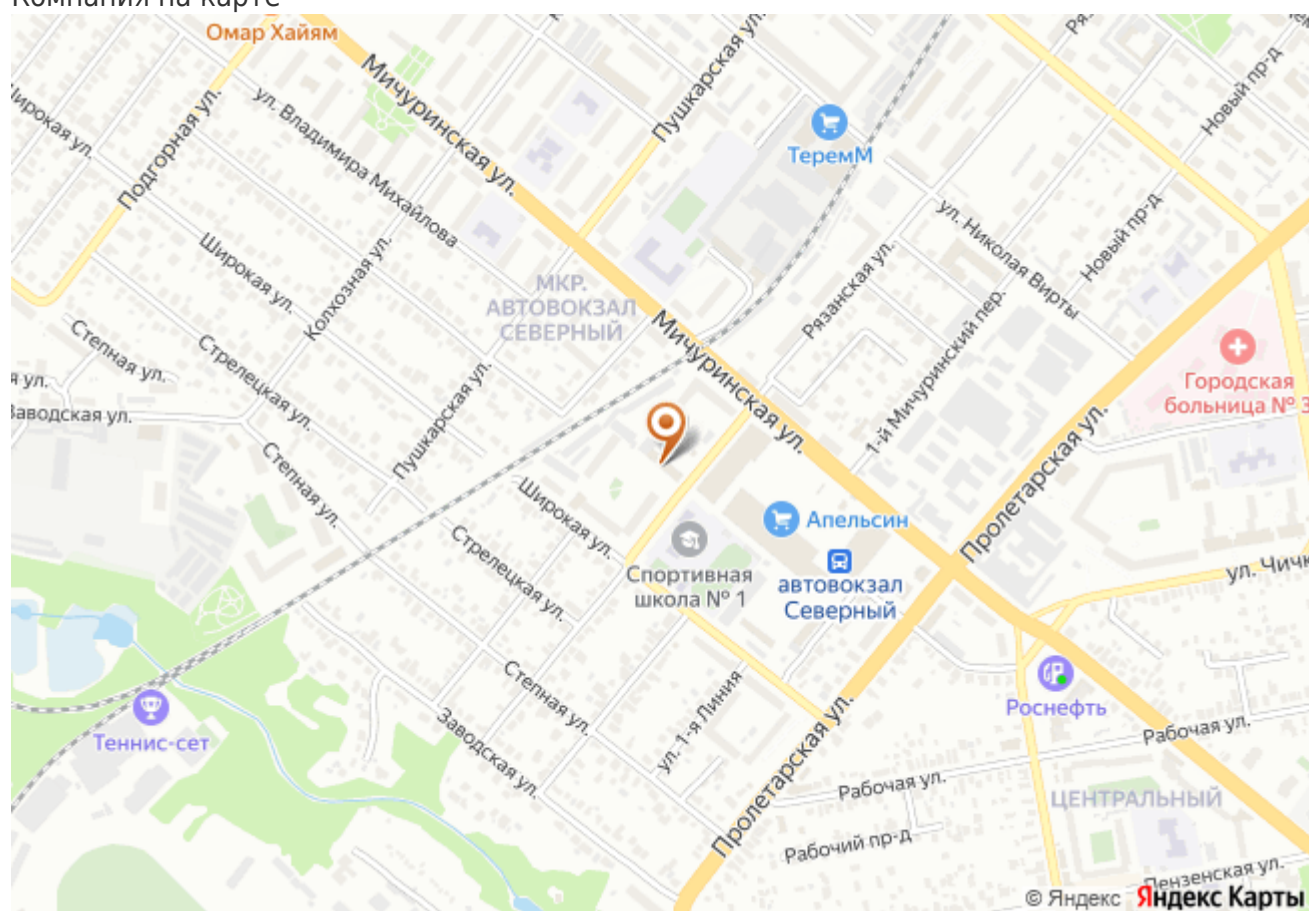 Компания на карте
Омар Хайям
Мичуринская ул.
Пушкарская ул.
Новый пр-д
ТеремМ
ул. Владимира Михайлова
Широкая ул.
Подгорная ул.
Широкая ул.
Колхозная ул.
МКР.
АВТОВОКЗАЛ
СЕВЕРНЫЙ
ул. Николая Вирты
Новый пр-д
Рязанская ул.
1-й Мичуринский пер.
Мичуринская ул.
Степная ул.
Стрелецкая ул.
я ул.
Заводская ул.
Пушкарская ул.
Городская
больница № 3
Пролетарская ул.
Степная ул.
Широкая ул.
Апельсин
Стрелецкая ул.
Спортивная
школа № 1
автовокзал
Северный
ул. Чичк
Степная ул.
Теннис-сет
Заводская ул.
ул. 1-я Линия
Пролетарская ул.
Роснефть
Рабочая ул.
Рабочая ул.
ЦЕНТРАЛЬНЫЙ
Рабочий пр-д
Пензенская ул.
© Яндекс Яндекс Карты